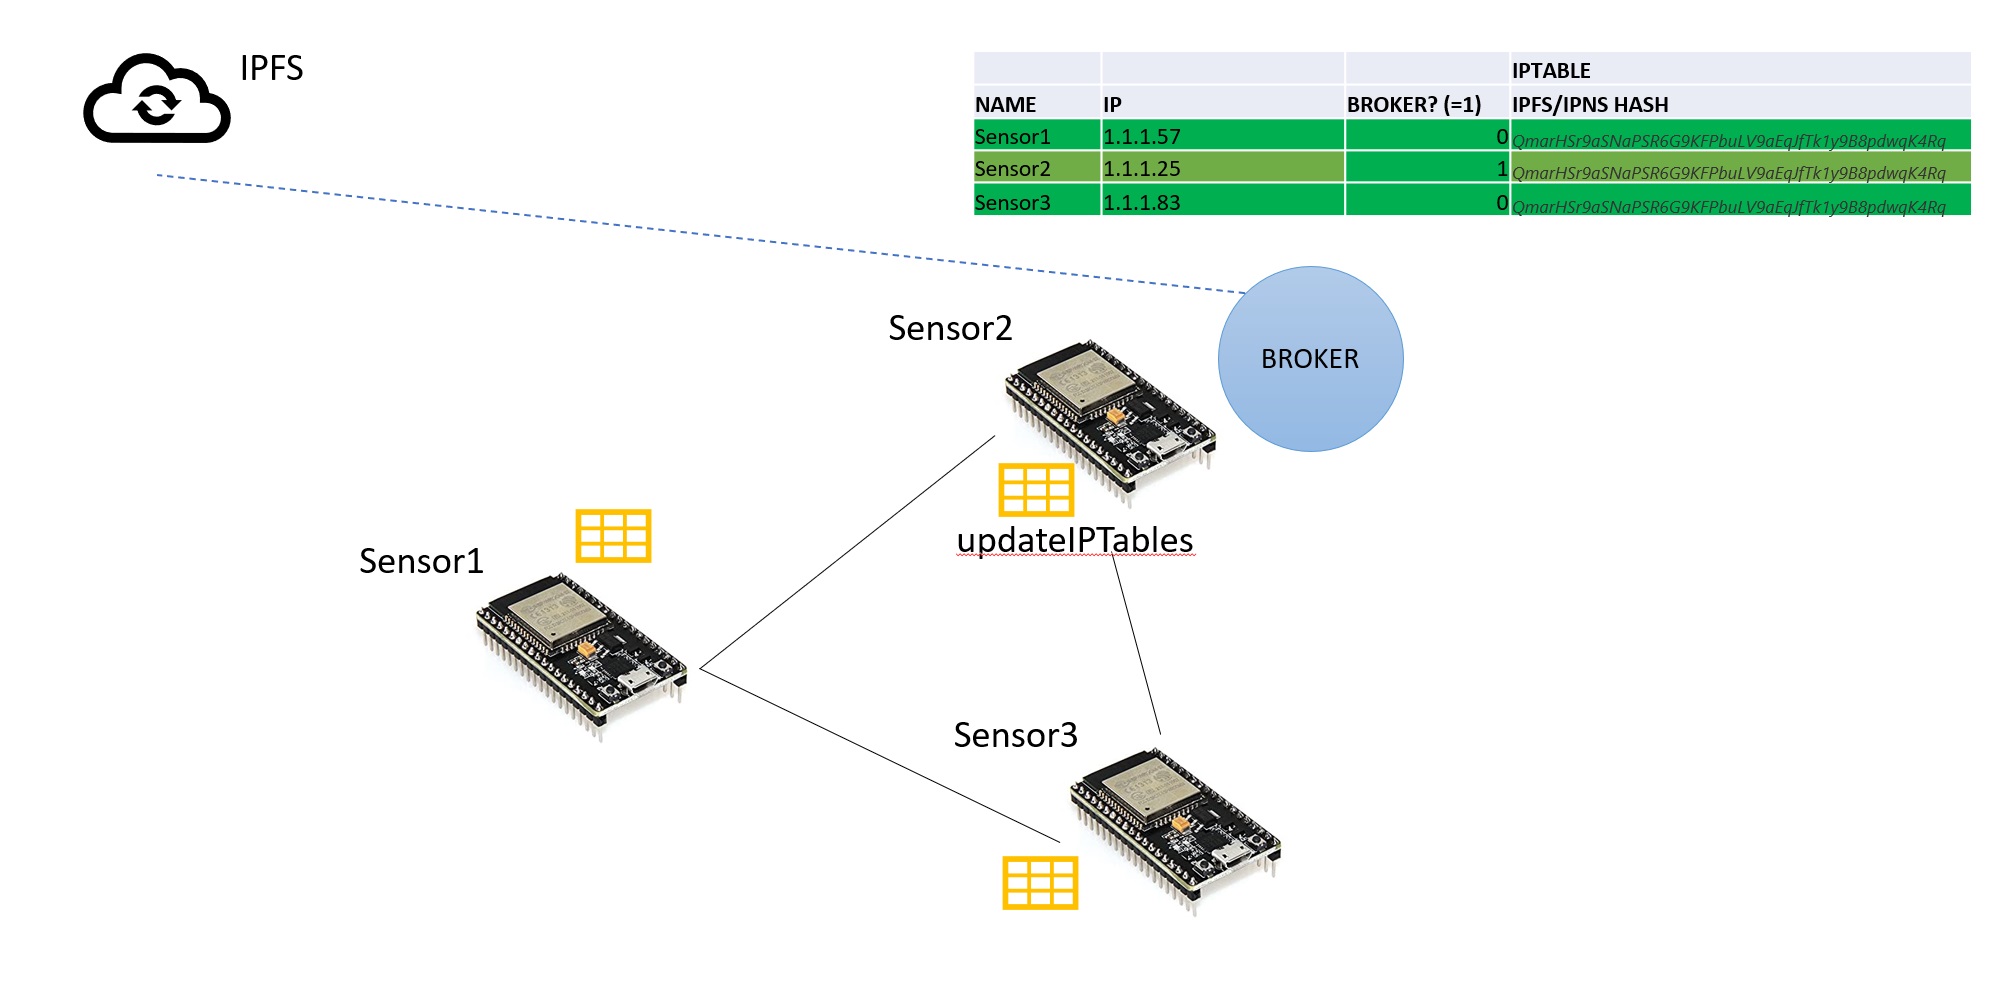 IPFS
IPTABLE
NAME IP BROKER? (=1) IPFS/IPNS HASH
Sensor1 1.1.1.57 0 QmarHSr9aSNaPSR6G9KFPbuLV9aEqJfTk1y9B8pdwqK4Rq
Sensor2 1.1.1.25 1 QmarHSr9aSNaPSR6G9KFPbuLV9aEqJfTk1y9B8pdwqK4Rq
Sensor3 1.1.1.83 0 QmarHSr9aSNaPSR6G9KFPbuLV9aEqJfTk1y9B8pdwqK4Rq
Sensor2
BROKER
updateIPTables
Sensor1
Sensor3